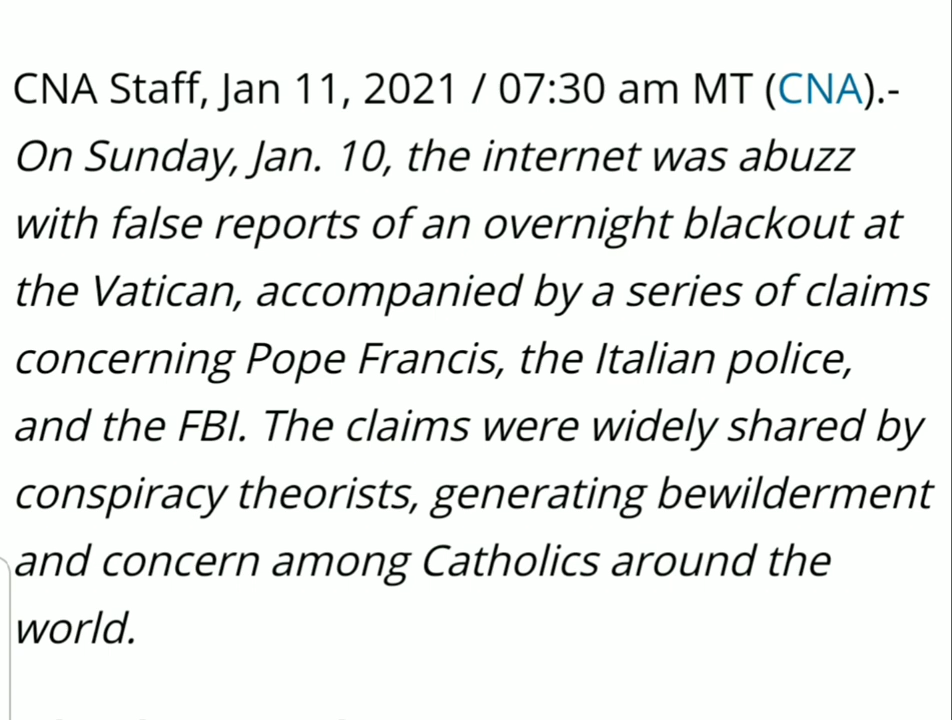 CNA Staff, Jan 11, 2021 / 07:30 am MT (CNA).-
On Sunday, Jan. 10, the internet was abuzz
with false reports of an overnight blackout at
the Vatican, accompanied by a series of claims
concerning Pope Francis, the Italian police,
and the FBI. The claims were widely shared by
conspiracy theorists, generating bewilderment
and concern among Catholics around the
world.